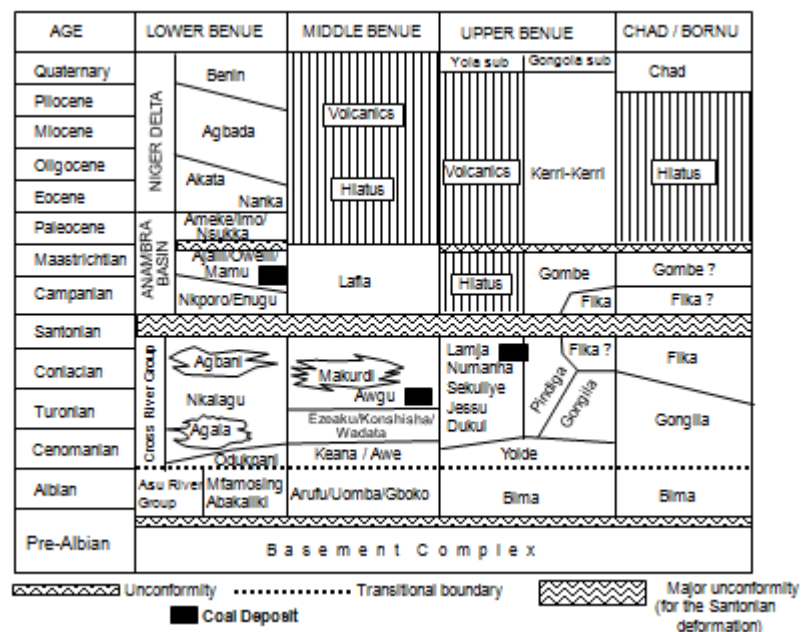 AGE LOWER BENUE MIDDLE BENUE UPPER BENUE CHAD / BORNU
Yola sub Gongola sub
Quaternary Benin Chad
Pliocene Volcanics
Miocene NIGER DELTA Agbada
Oligocene Akata Volcanics Kerri-Kerri Hiatus
Eocene Nanka Hiatus
Paleocene Ameke/Imo/
Nsukka
Maastrichtian ANAMBRA BASIN Ajalli/Owelli/
Mamu Lafia Hiatus Gombe Gombe ?
Campanian Nkporo/Enugu Fika Fika ?
Santonian
Coniacian Cross River Group Agbani Makurdi Lamja Fika ? Fika
Numanha
Nkalagu Awgu Sekuliye Pindiga
Turonian Ezeaku/Konshisha/
Wadata Jessu Gongila Gongila
Agala Dukul
Cenomanian Odukpani Keana / Awe Yolde
Albian Asu River
Group Mfamosing
Abakaliki Arufu/Uomba/Gboko Bima Bima
Pre-Albian Basement Complex
Unconformity Transitional boundary Major unconformity
(for the Santonian
deformation)
Coal Deposit